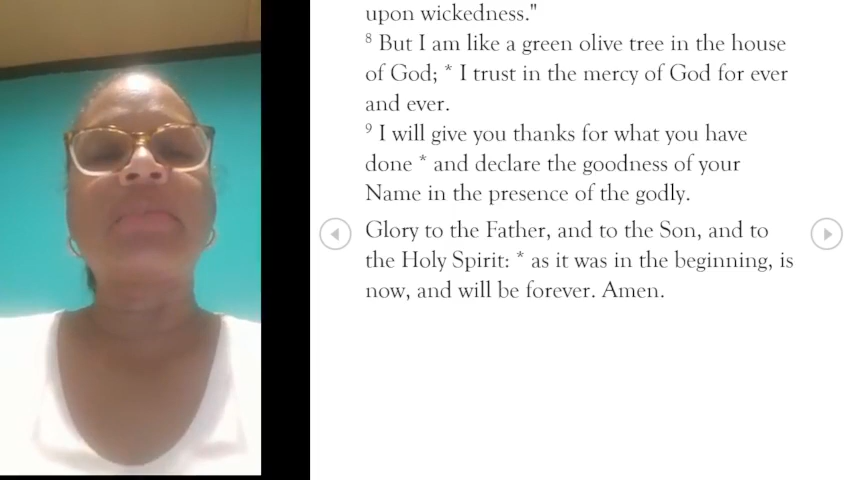 upon wickedness."
8 But I am like a green olive tree in the house
of God; * I trust in the mercy of God for ever
and ever.
9 I will give you thanks for what you have
done * and declare the goodness of your
Name in the presence of the godly.
Glory to the Father, and to the Son, and to
the Holy Spirit: * as it was in the beginning, is
now, and will be forever. Amen.